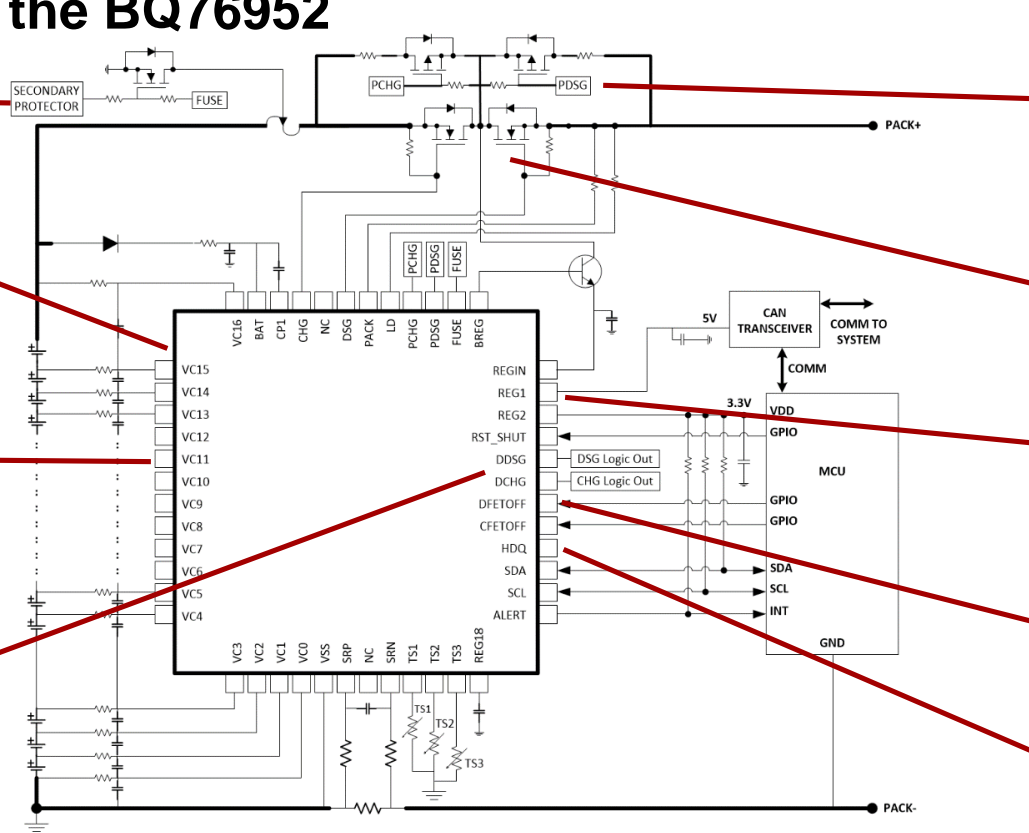 the BQ76952
SECONDARY
PROTECTOR
FUSE
PCHG
PDSG
PACK+
PCHG
PDSG
FUSE
VC16
BAT
CP1
CHG
NC
DSG
PACK
LD
PCHG
PDSG
FUSE
BREG
5V
CAN
TRANSCEIVER
COMM TO
SYSTEM
COMM
VC15
VC14
VC13
VC12
VC11
VC10
VC9
VC8
VC7
VC6
VC5
VC4
REGIN
REG1
REG2
RST_SHUT
DDSG
DCHG
DFETOFF
CFETOFF
HDQ
SDA
SCL
ALERT
DSG Logic Out
CHG Logic Out
3.3V
VDD
GPIO
MCU
GPIO
GPIO
SDA
SCL
INT
GND
VC3
VC2
VC1
VC0
VSS
SRP
NC
SRN
TS1
TS2
TS3
REG18
TS1
TS2
TS3
PACK-